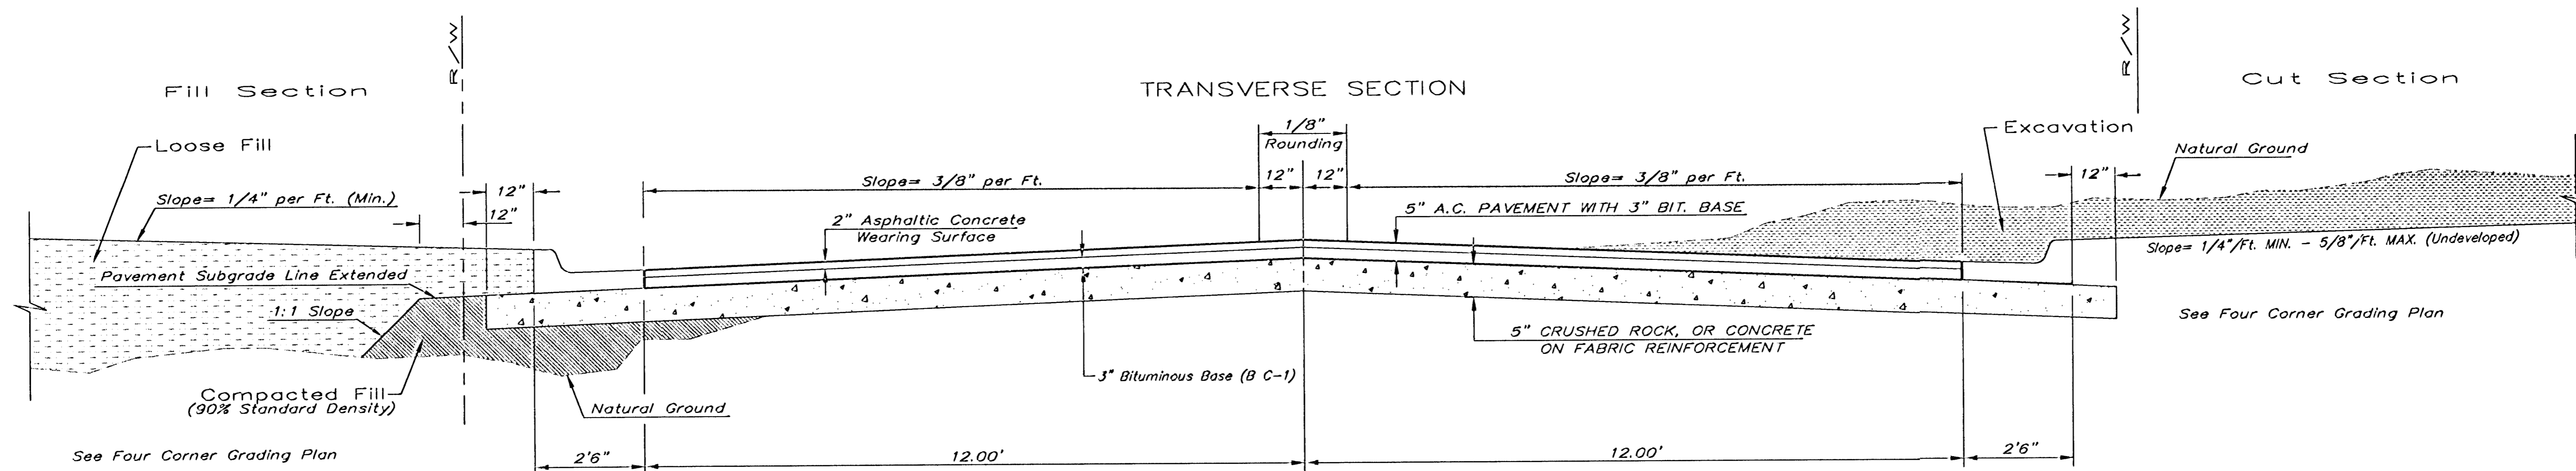 R/W
R/W
Fill Section
TRANSVERSE SECTION
Cut Section
1/8"
Rounding
Loose Fill
Excavation
Natural Ground
12"
Slope= 3/8" per Ft.
12"
12"
Slope= 3/8" per Ft.
12"
Slope= 1/4" per Ft. (Min.)
12"
2" Asphaltic Concrete
Wearing Surface
5" A.C. PAVEMENT WITH 3" BIT. BASE
Slope= 1/4"/Ft. MIN. - 5/8"/Ft. MAX. (Undeveloped)
Pavement Subgrade Line Extended
1:1 Slope
See Four Corner Grading Plan
5" CRUSHED ROCK, OR CONCRETE
ON FABRIC REINFORCEMENT
3" Bituminous Base (B C-1)
Compacted Fill
(90% Standard Density)
Natural Ground
See Four Corner Grading Plan
2'6"
12.00'
12.00'
2'6"